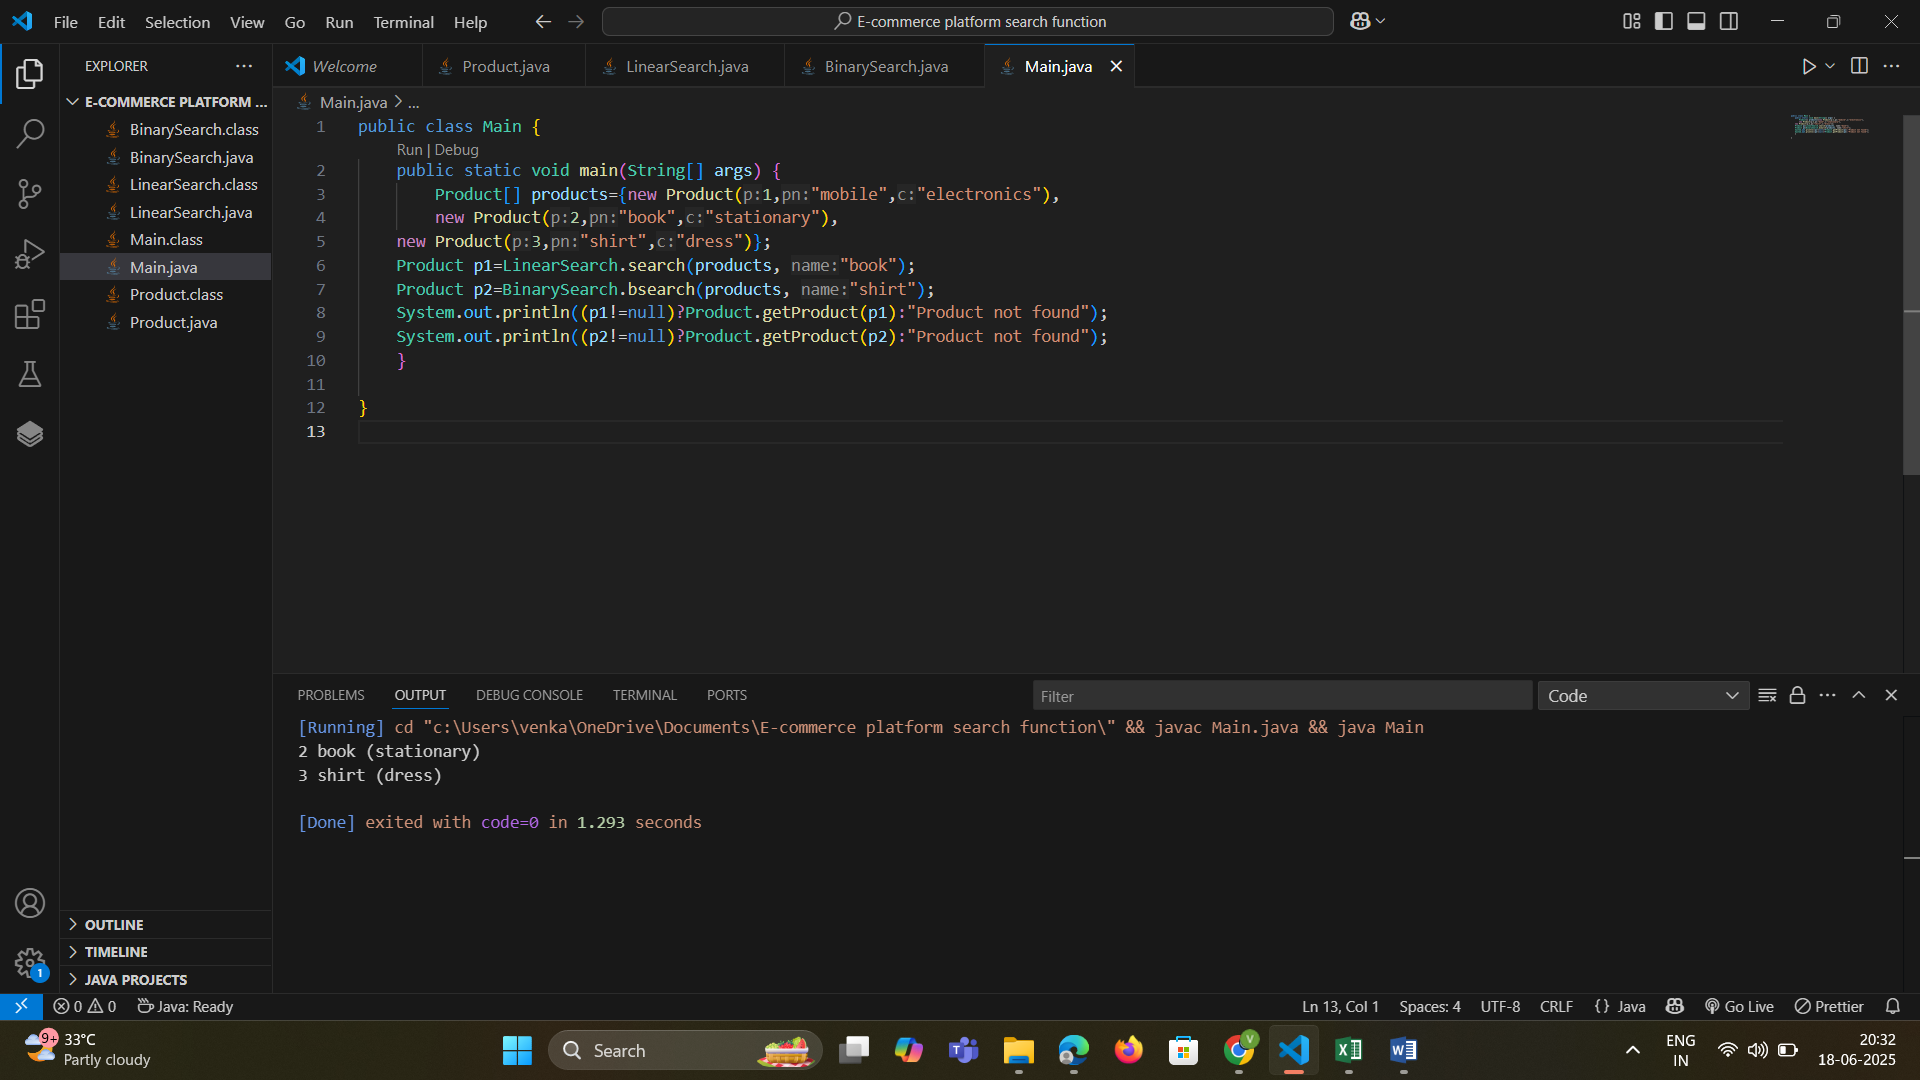 File Edit Selection View Go Run Terminal Help
E-commerce platform search function
EXPLORER
Welcome
Product.java
LinearSearch.java
BinarySearch.java
Main.java
E-COMMERCE PLATFORM ...
BinarySearch.class
BinarySearch.java
LinearSearch.class
LinearSearch.java
Main.class
Main.java
Product.class
Product.java
OUTLINE
TIMELINE
JAVA PROJECTS
Main.java > ...
1 public class Main {
Run | Debug
2 public static void main(String[] args) {
3 Product[] products={new Product(p:1,pn:"mobile",c:"electronics"),
4 new Product(p:2,pn:"book",c:"stationary"),
5 new Product(p:3,pn:"shirt",c:"dress")};
6 Product p1=LinearSearch.search(products, name:"book");
7 Product p2=BinarySearch.bsearch(products, name:"shirt");
8 System.out.println((p1!=null)?Product.getProduct(p1):"Product not found");
9 System.out.println((p2!=null)?Product.getProduct(p2):"Product not found");
10 }
11
12 }
13
PROBLEMS OUTPUT DEBUG CONSOLE TERMINAL PORTS
Filter
Code
[Running] cd "c:\Users\venka\OneDrive\Documents\E-commerce platform search function\" && javac Main.java && java Main
2 book (stationary)
3 shirt (dress)
[Done] exited with code=0 in 1.293 seconds
1
0 0 Java: Ready
Ln 13, Col 1 Spaces: 4 UTF-8 CRLF {} Java Go Live Prettier
9+
33°C
Partly cloudy
Search
V
ENG
IN
20:32
18-06-2025